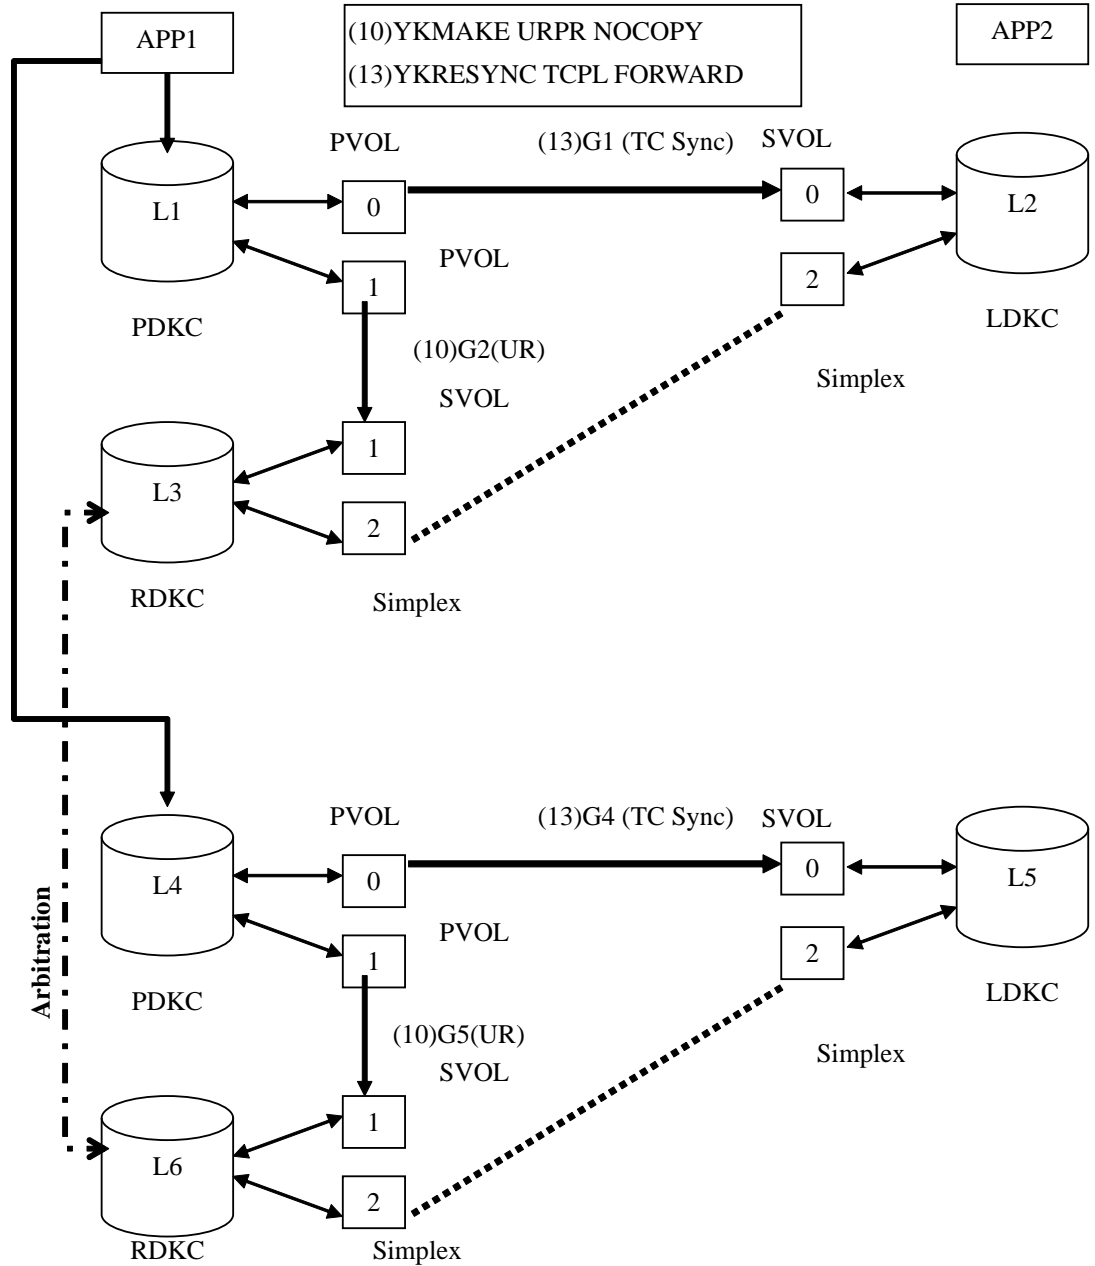 APP1
(10)YKMAKE URPR NOCOPY
(13)YKRESYNC TCPL FORWARD
APP2
PVOL
(13)G1 (TC Sync)
SVOL
L1
0
0
L2
PVOL
1
2
PDKC
LDKC
(10)G2(UR)
SVOL
Simplex
1
L3
2
RDKC
Simplex
PVOL
(13)G4 (TC Sync)
SVOL
L4
0
0
L5
PVOL
1
2
Arbitration
PDKC
LDKC
(10)G5(UR)
SVOL
Simplex
1
L6
2
RDKC
Simplex